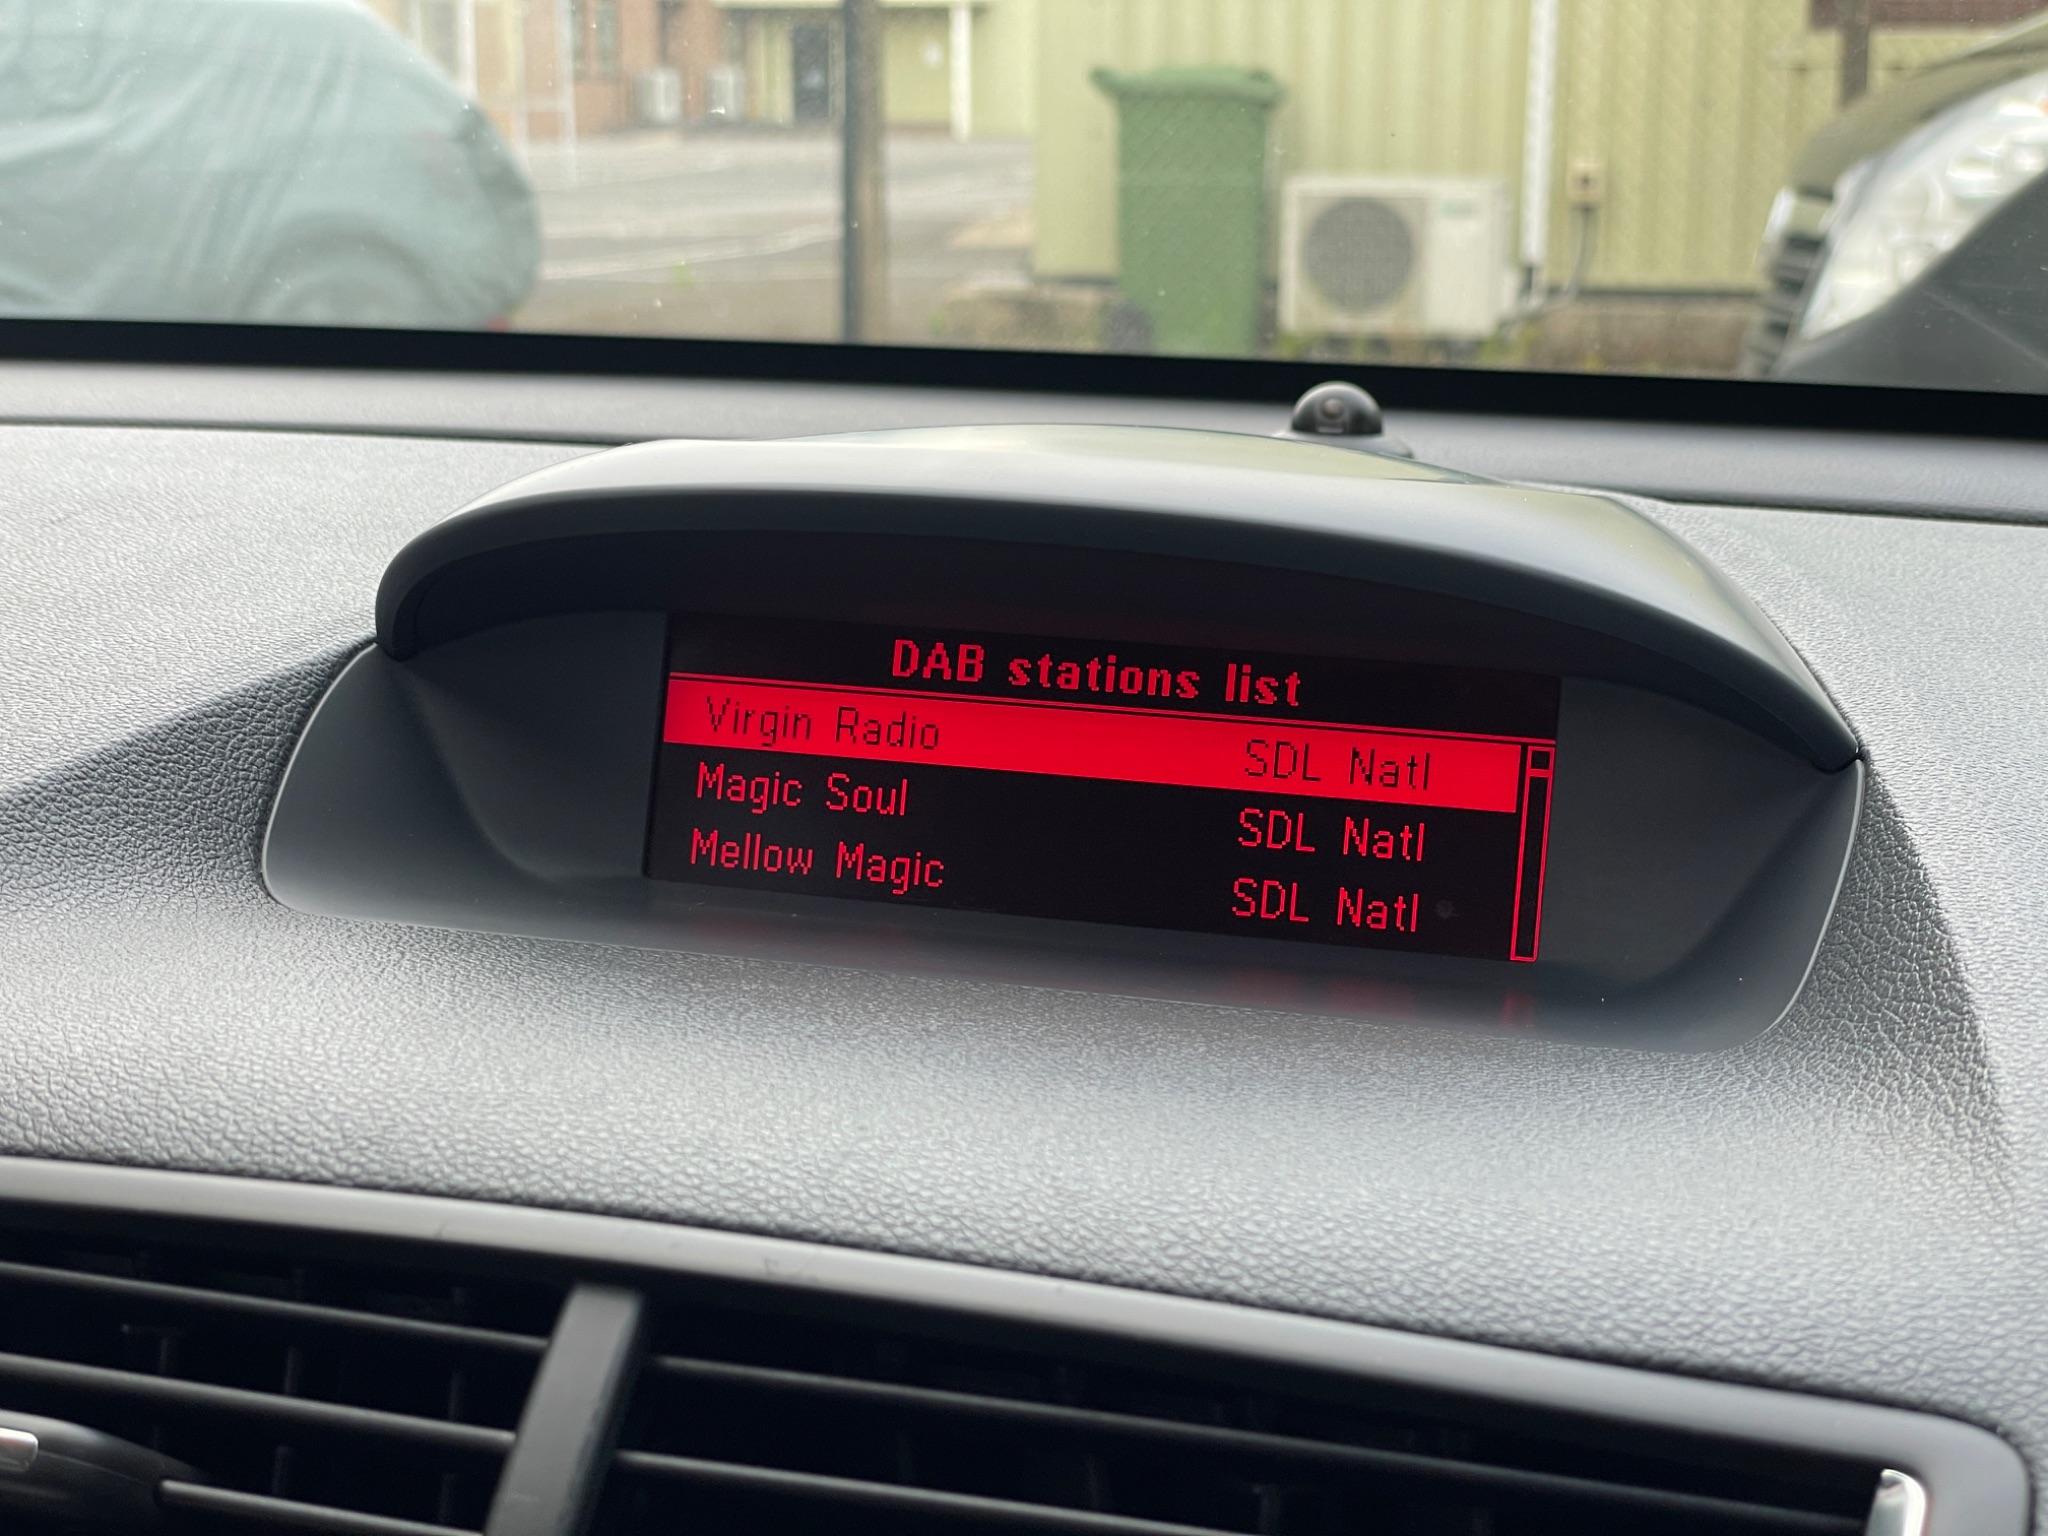 DAB stations list
Virgin Radio SDL Natl
Magic Soul SDL Natl
Mellow Magic SDL Natl